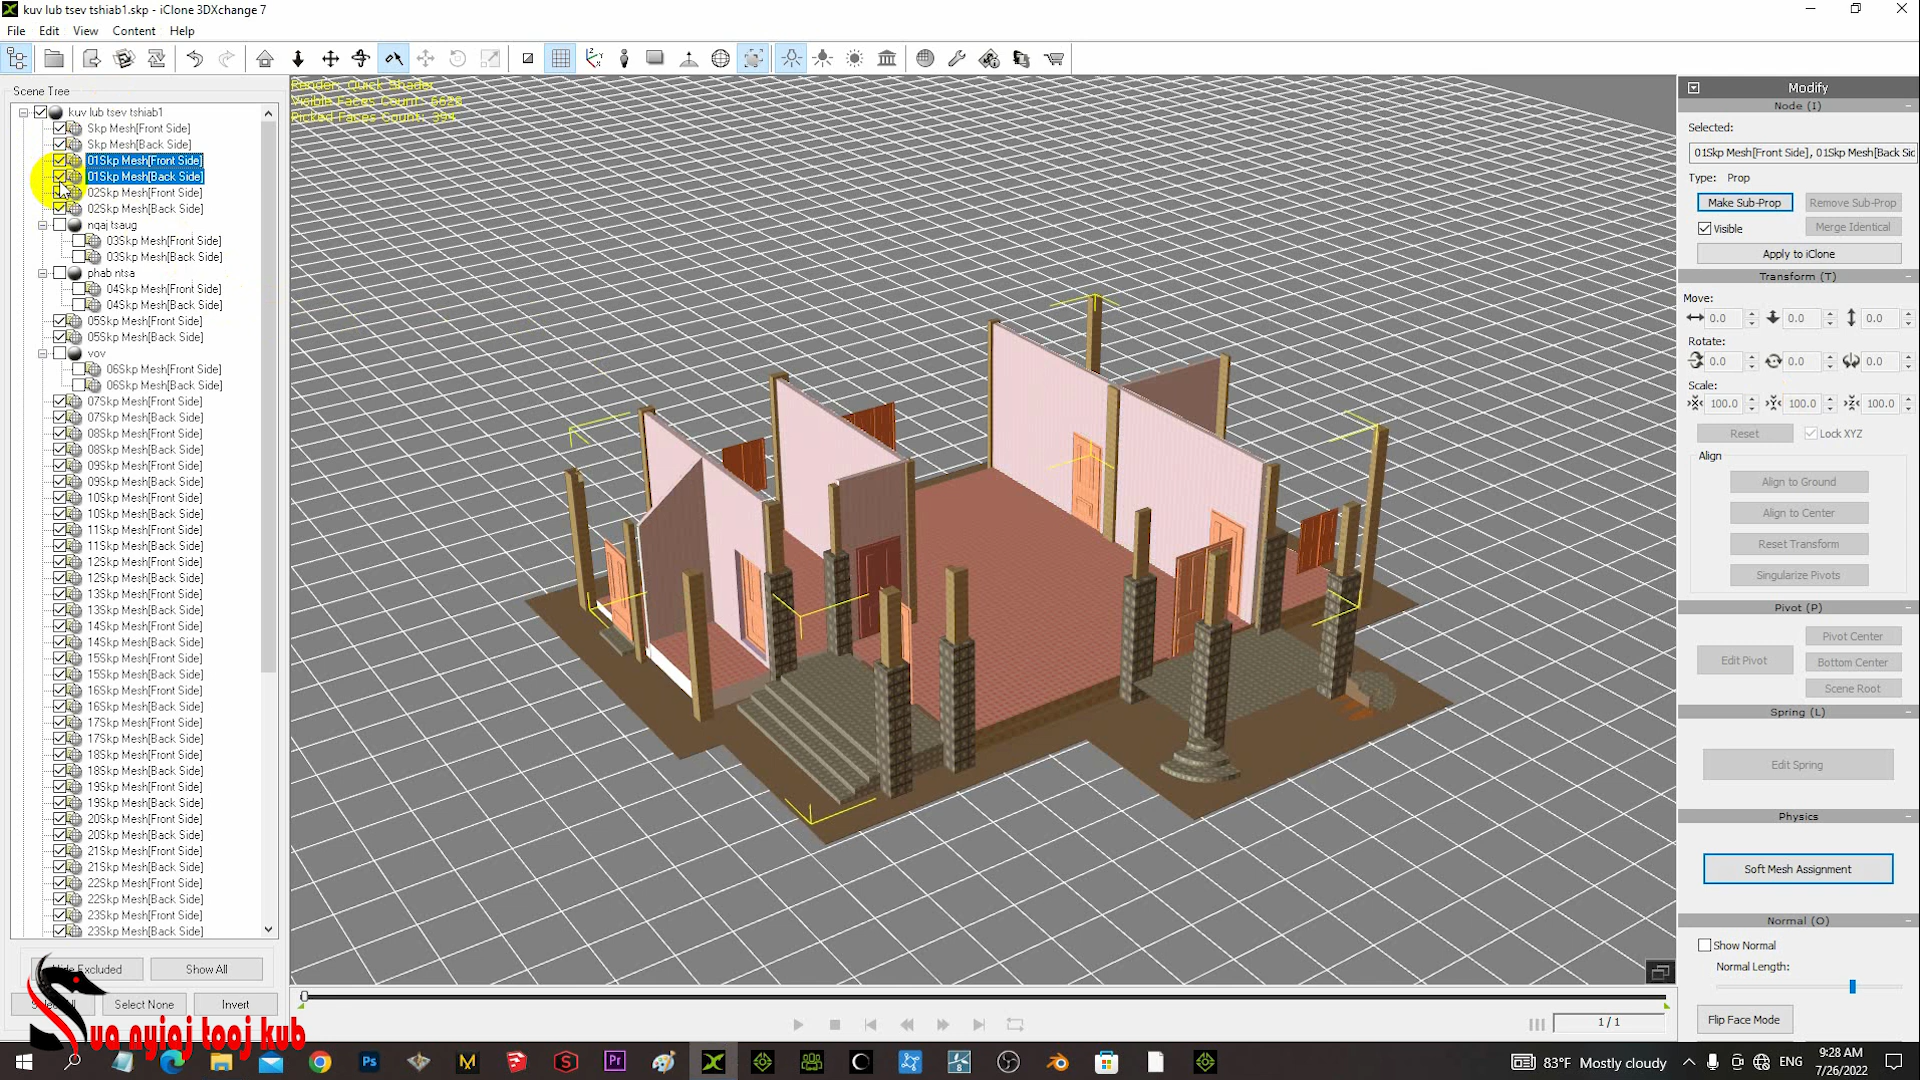 kuv lub tsev tshiab1.skp - iClone 3DXchange 7
File Edit View Content Help
Scene Tree
kuv lub tsev tshiab1
Skp Mesh[Front Side]
Skp Mesh[Back Side]
01Skp Mesh[Front Side]
01Skp Mesh[Back Side]
02Skp Mesh[Front Side]
02Skp Mesh[Back Side]
ngaj tsaug
03Skp Mesh[Front Side]
03Skp Mesh[Back Side]
phab ntsa
04Skp Mesh[Front Side]
04Skp Mesh[Back Side]
05Skp Mesh[Front Side]
05Skp Mesh[Back Side]
vov
06Skp Mesh[Front Side]
06Skp Mesh[Back Side]
07Skp Mesh[Front Side]
07Skp Mesh[Back Side]
08Skp Mesh[Front Side]
08Skp Mesh[Back Side]
09Skp Mesh[Front Side]
09Skp Mesh[Back Side]
10Skp Mesh[Front Side]
10Skp Mesh[Back Side]
11Skp Mesh[Front Side]
11Skp Mesh[Back Side]
12Skp Mesh[Front Side]
12Skp Mesh[Back Side]
13Skp Mesh[Front Side]
13Skp Mesh[Back Side]
14Skp Mesh[Front Side]
14Skp Mesh[Back Side]
15Skp Mesh[Front Side]
15Skp Mesh[Back Side]
16Skp Mesh[Front Side]
16Skp Mesh[Back Side]
17Skp Mesh[Front Side]
17Skp Mesh[Back Side]
18Skp Mesh[Front Side]
18Skp Mesh[Back Side]
19Skp Mesh[Front Side]
19Skp Mesh[Back Side]
20Skp Mesh[Front Side]
20Skp Mesh[Back Side]
21Skp Mesh[Front Side]
21Skp Mesh[Back Side]
22Skp Mesh[Front Side]
22Skp Mesh[Back Side]
23Skp Mesh[Front Side]
23Skp Mesh[Back Side]
Excluded Show All
Select None Invert
ua nyiaj tooj kub
Render: Quick Shader
Visible Faces Count: 6628
Picked Faces Count: 394
1 / 1
Modify
Node (I)
Selected:
01Skp Mesh[Front Side], 01Skp Mesh[Back Sid
Type: Prop
Make Sub-Prop Remove Sub-Prop
Visible Merge Identical
Apply to iClone
Transform (T)
Move:
0.0 0.0 0.0
Rotate:
0.0 0.0 0.0
Scale:
100.0 100.0 100.0
Reset Lock XYZ
Align
Align to Ground
Align to Center
Reset Transform
Singularize Pivots
Pivot (P)
Pivot Center
Edit Pivot
Bottom Center
Scene Root
Spring (L)
Edit Spring
Physics
Soft Mesh Assignment
Normal (O)
Show Normal
Normal Length:
Flip Face Mode
83°F Mostly cloudy ENG
9:28 AM
7/26/2022